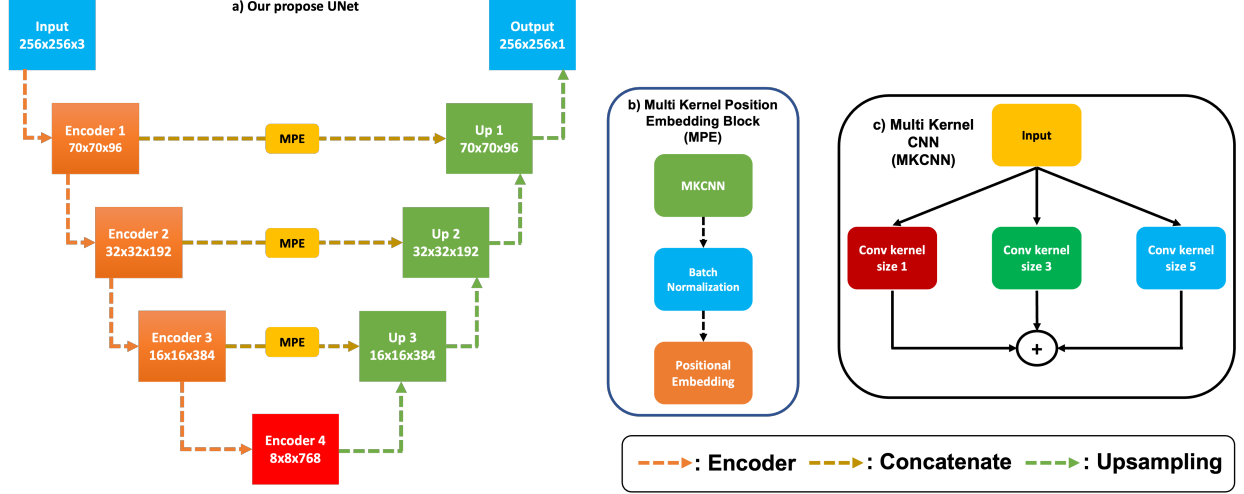 a) Our propose UNet
Input
256x256x3
Output
256x256x1
Encoder 1
70x70x96
MPE
Up 1
70x70x96
Encoder 2
32x32x192
MPE
Up 2
32x32x192
Encoder 3
16x16x384
MPE
Up 3
16x16x384
Encoder 4
8x8x768
b) Multi Kernel Position
Embedding Block
(MPE)
MKCNN
Batch
Normalization
Positional
Embedding
c) Multi Kernel
CNN
(MKCNN)
Input
Conv kernel
size 1
Conv kernel
size 3
Conv kernel
size 5
+
: Encoder
: Concatenate
: Upsampling